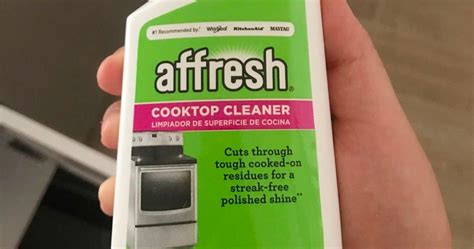 #1 Recommended by: Whirlpool KitchenAid MAYTAG
affresh®
COOKTOP CLEANER
LIMPIADOR DE SUPERFICIE DE COCINA
Cuts through
tough cooked-on
residues for a
streak-free
polished shine**